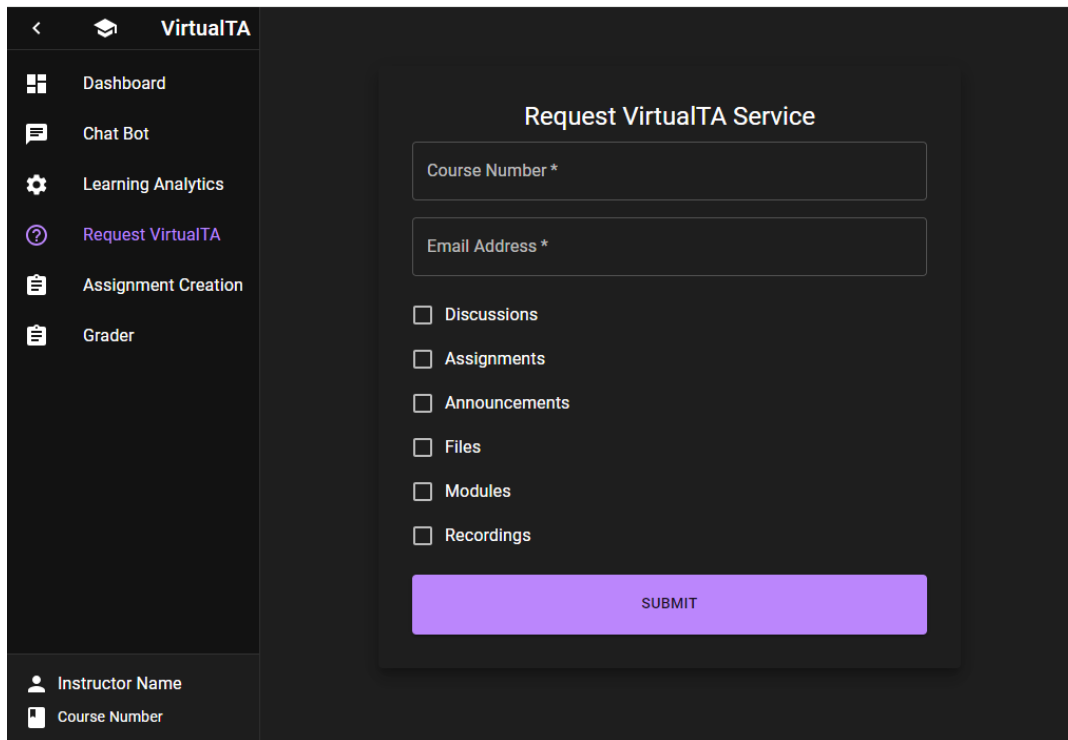 VirtualTA
Dashboard
Chat Bot
Learning Analytics
Request VirtualTA
Assignment Creation
Grader
Instructor Name
Course Number
Request VirtualTA Service
Course Number *
Email Address *
Discussions
Assignments
Announcements
Files
Modules
Recordings
SUBMIT